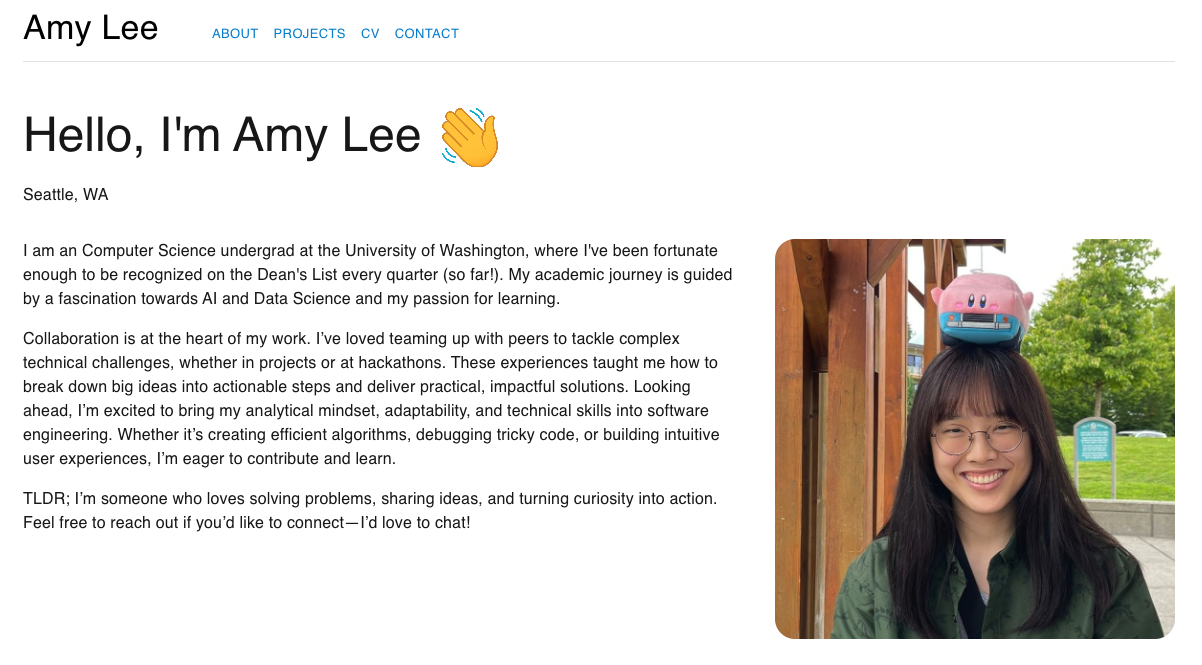 Amy Lee
ABOUT PROJECTS CV CONTACT
Hello, I'm Amy Lee
Seattle, WA
I am an Computer Science undergrad at the University of Washington, where I've been fortunate
enough to be recognized on the Dean's List every quarter (so far!). My academic journey is guided
by a fascination towards AI and Data Science and my passion for learning.
Collaboration is at the heart of my work. I’ve loved teaming up with peers to tackle complex
technical challenges, whether in projects or at hackathons. These experiences taught me how to
break down big ideas into actionable steps and deliver practical, impactful solutions. Looking
ahead, I’m excited to bring my analytical mindset, adaptability, and technical skills into software
engineering. Whether it’s creating efficient algorithms, debugging tricky code, or building intuitive
user experiences, I’m eager to contribute and learn.
TLDR; I’m someone who loves solving problems, sharing ideas, and turning curiosity into action.
Feel free to reach out if you’d like to connect—I’d love to chat!